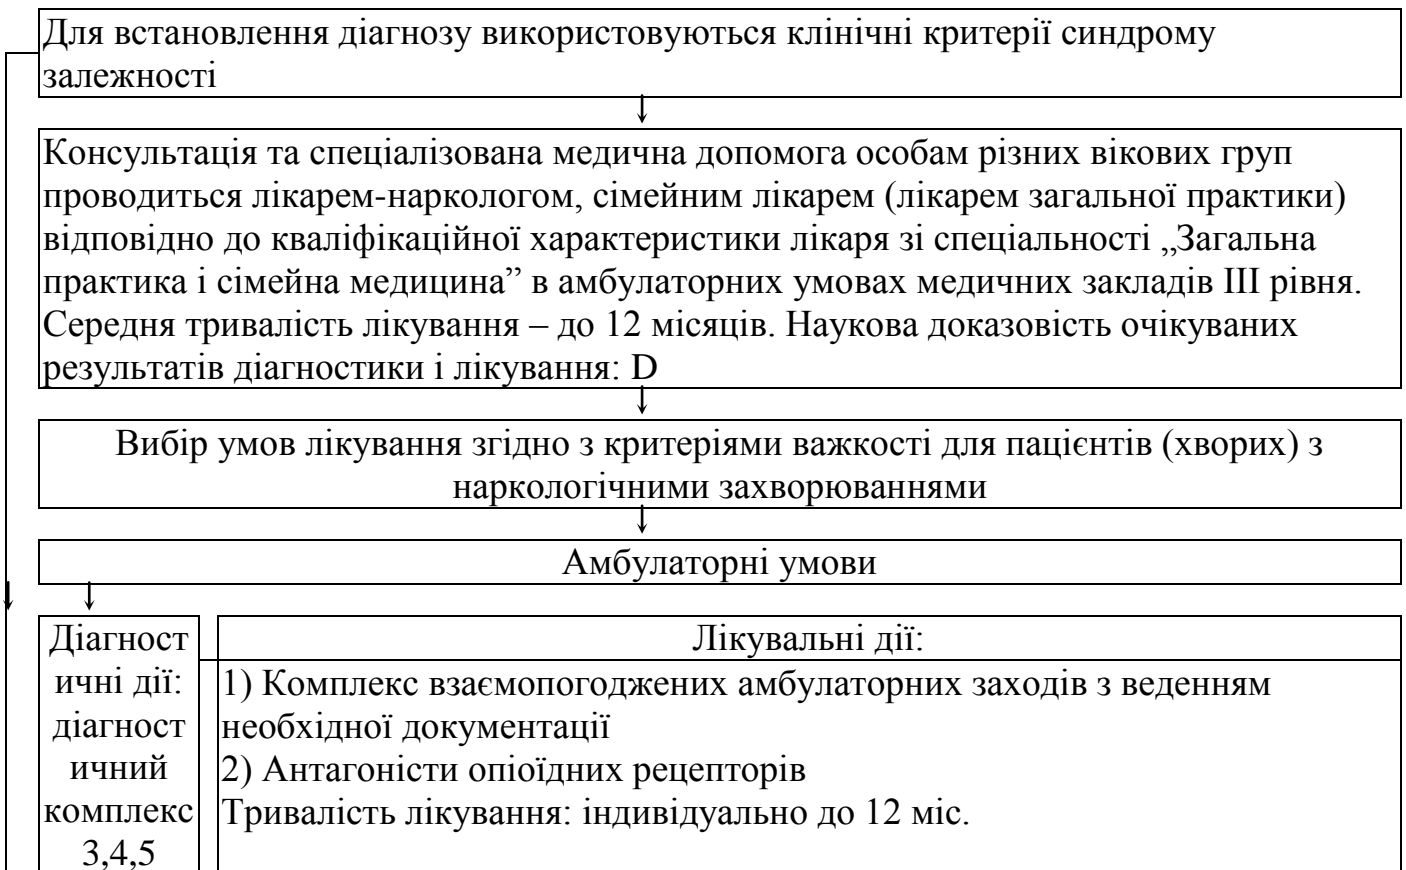 Для встановлення діагнозу використовуються клінічні критерії синдрому
залежності
Консультація та спеціалізована медична допомога особам різних вікових груп
проводиться лікарем-наркологом, сімейним лікарем (лікарем загальної практики)
відповідно до кваліфікаційної характеристики лікаря зі спеціальності „Загальна
практика і сімейна медицина” в амбулаторних умовах медичних закладів III рівня.
Середня тривалість лікування – до 12 місяців. Наукова доказовість очікуваних
результатів діагностики і лікування: D
Вибір умов лікування згідно з критеріями важкості для пацієнтів (хворих) з
наркологічними захворюваннями
Амбулаторні умови
Діагност
ичні дії:
діагност
ичний
комплекс
3,4,5
Лікувальні дії:
1) Комплекс взаємопогоджених амбулаторних заходів з веденням
необхідної документації
2) Антагоністи опіоїдних рецепторів
Тривалість лікування: індивідуально до 12 міс.